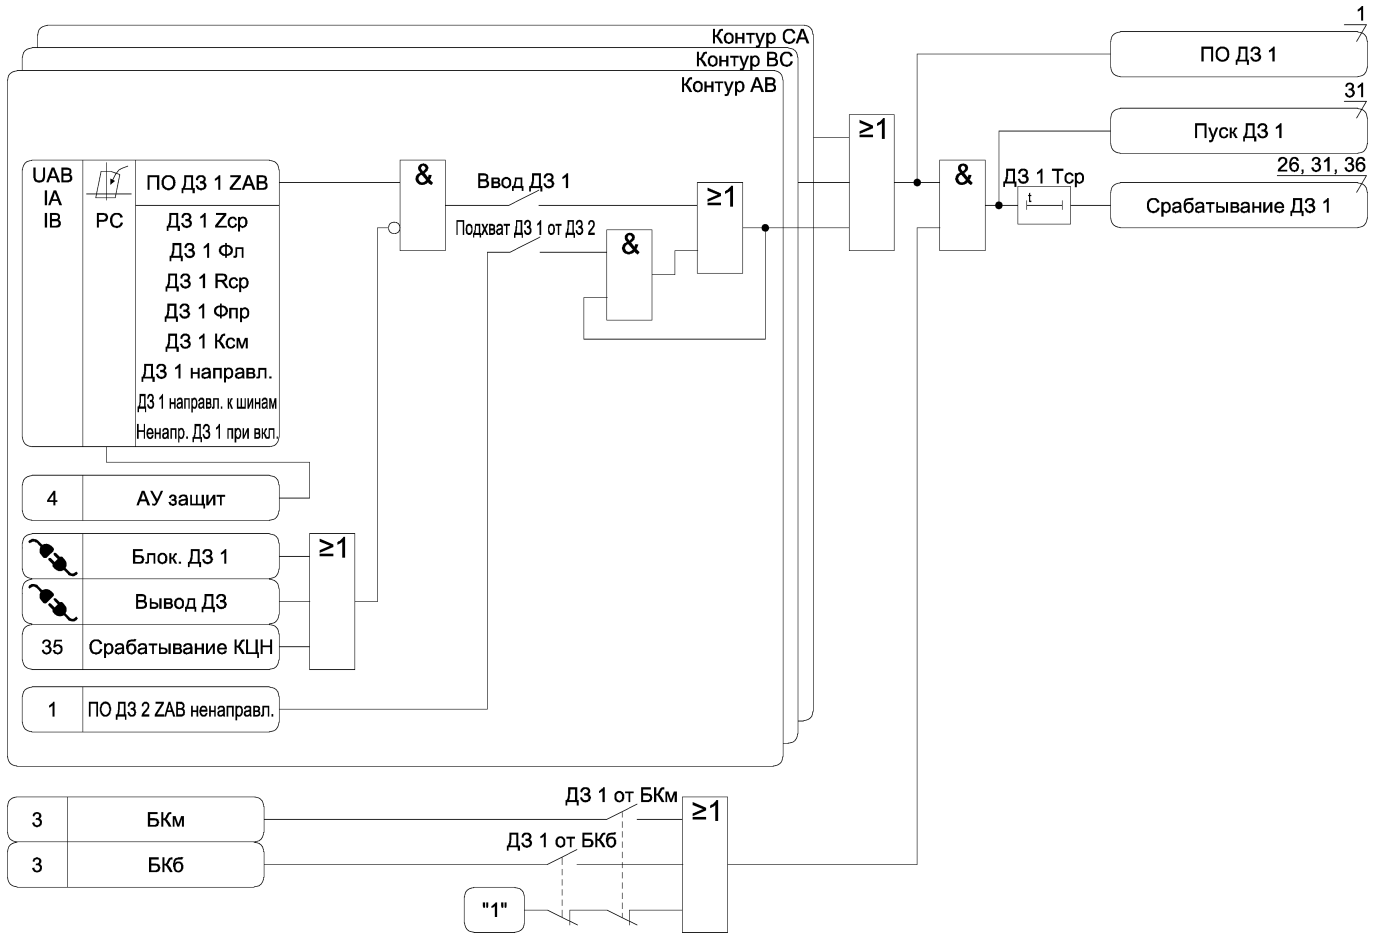 1
Контур CA
ПО ДЗ 1
Контур BC
Контур AB
31
Пуск ДЗ 1
≥1
26, 31, 36
ДЗ 1 Тср
Срабатывание ДЗ 1
t
&
UAB
IA
IB
РС
ПО ДЗ 1 ZAB
ДЗ 1 Zср
ДЗ 1 Фл
ДЗ 1 Rср
ДЗ 1 Фпр
ДЗ 1 Ксм
ДЗ 1 направл.
ДЗ 1 направл. к шинам
Ненапр. ДЗ 1 при вкл.
&
Ввод ДЗ 1
Подхват ДЗ 1 от ДЗ 2
&
≥1
4
АУ защит
Блок. ДЗ 1
≥1
Вывод ДЗ
35
Срабатывание КЦН
1
ПО ДЗ 2 ZAB ненаправл.
3
БКм
ДЗ 1 от БКм
≥1
3
БКб
ДЗ 1 от БКб
"1"